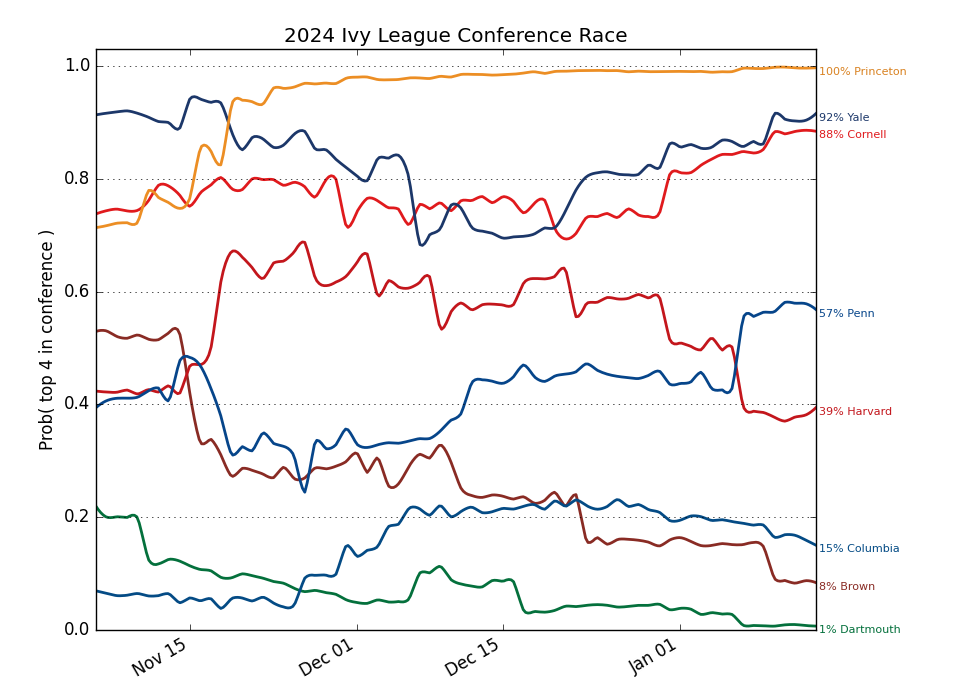 2024 Ivy League Conference Race
Prob( top 4 in conference )
1.0
0.8
0.6
0.4
0.2
0.0
Nov 15
Dec 01
Dec 15
Jan 01
100% Princeton
92% Yale
88% Cornell
57% Penn
39% Harvard
15% Columbia
8% Brown
1% Dartmouth